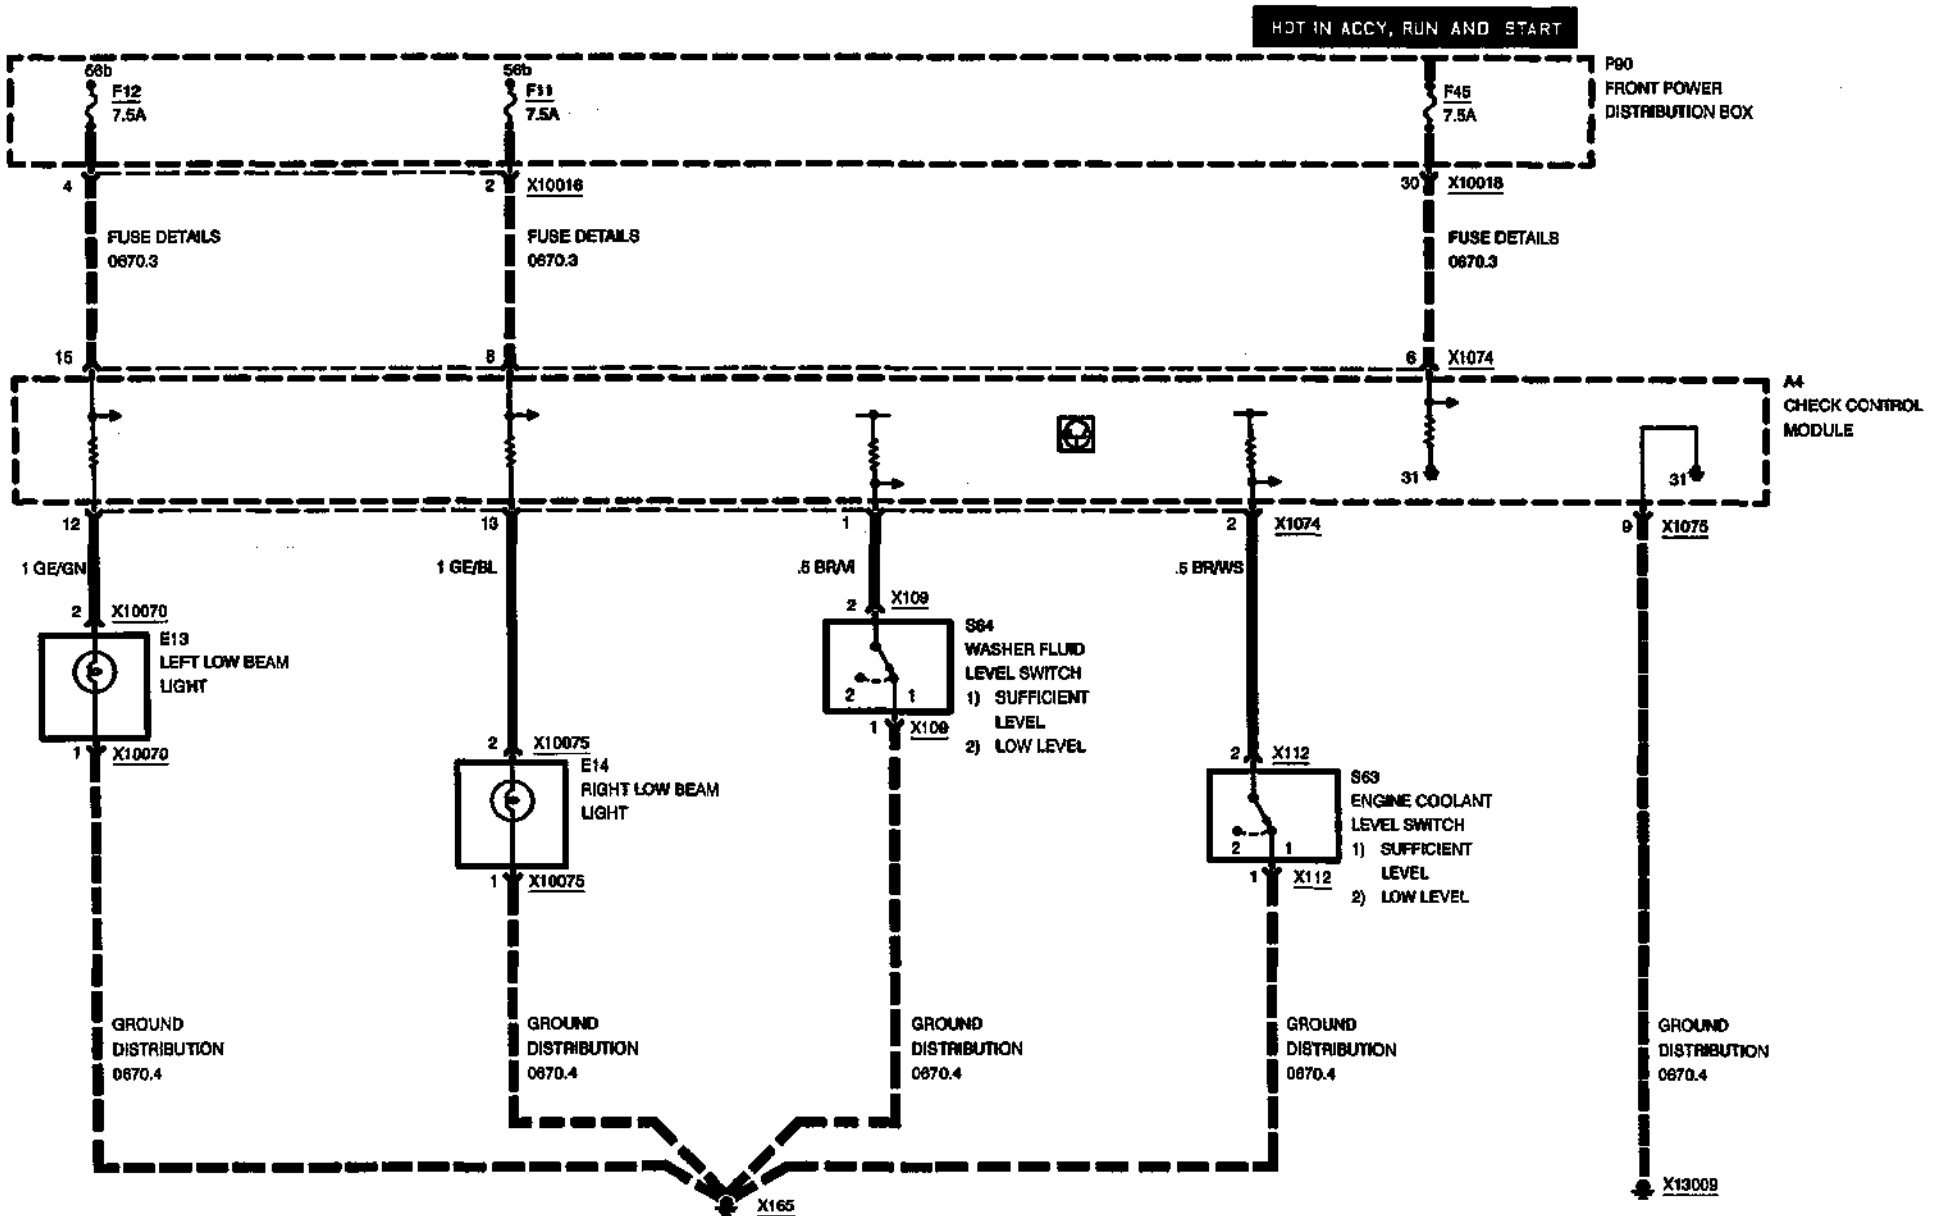 HOT IN ACCY, RUN AND START
56b
F12
7.5A
56b
F11
7.5A
F45
7.5A
P90
FRONT POWER
DISTRIBUTION BOX
4
2
X10016
30
X10018
FUSE DETAILS
0670.3
FUSE DETAILS
0670.3
FUSE DETAILS
0670.3
15
8
6
X1074
A4
CHECK CONTROL
MODULE
31
31
12
13
1
2
X1074
9
X1075
1 GE/GN
1 GE/BL
.5 BR/VI
.5 BR/WS
2
X10070
E13
LEFT LOW BEAM
LIGHT
1
X10070
2
X109
S64
WASHER FLUID
LEVEL SWITCH
1) SUFFICIENT
LEVEL
2) LOW LEVEL
2
1
1
X109
2
X10075
E14
RIGHT LOW BEAM
LIGHT
1
X10075
2
X112
S63
ENGINE COOLANT
LEVEL SWITCH
1) SUFFICIENT
LEVEL
2) LOW LEVEL
2
1
1
X112
GROUND
DISTRIBUTION
0670.4
GROUND
DISTRIBUTION
0670.4
GROUND
DISTRIBUTION
0670.4
GROUND
DISTRIBUTION
0670.4
GROUND
DISTRIBUTION
0670.4
X165
X13009